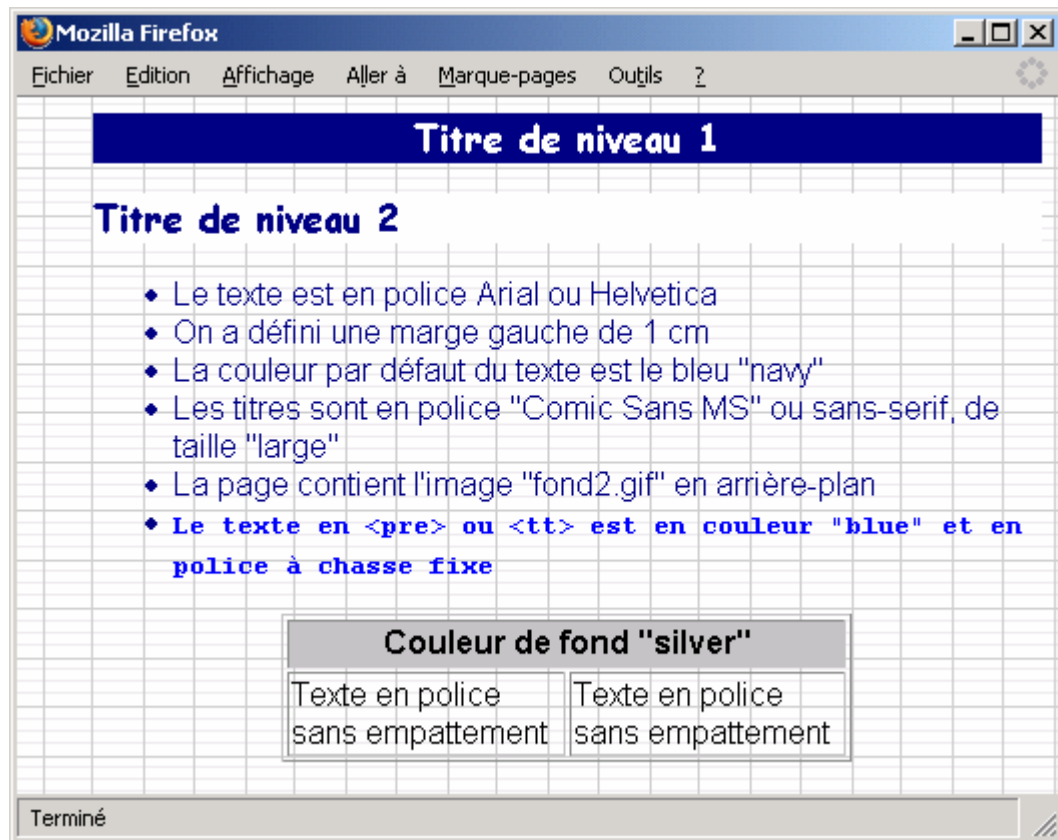 Mozilla Firefox
Fichier Edition Affichage Aller à Marque-pages Outils ?
Titre de niveau 1
Titre de niveau 2
Le texte est en police Arial ou Helvetica
On a défini une marge gauche de 1 cm
La couleur par défaut du texte est le bleu "navy"
Les titres sont en police "Comic Sans MS" ou sans-serif, de
taille "large"
La page contient l'image "fond2.gif" en arrière-plan
Le texte en <pre> ou <tt> est en couleur "blue" et en
police à chasse fixe
Couleur de fond "silver"
Texte en police Texte en police
sans empattement sans empattement
Terminé